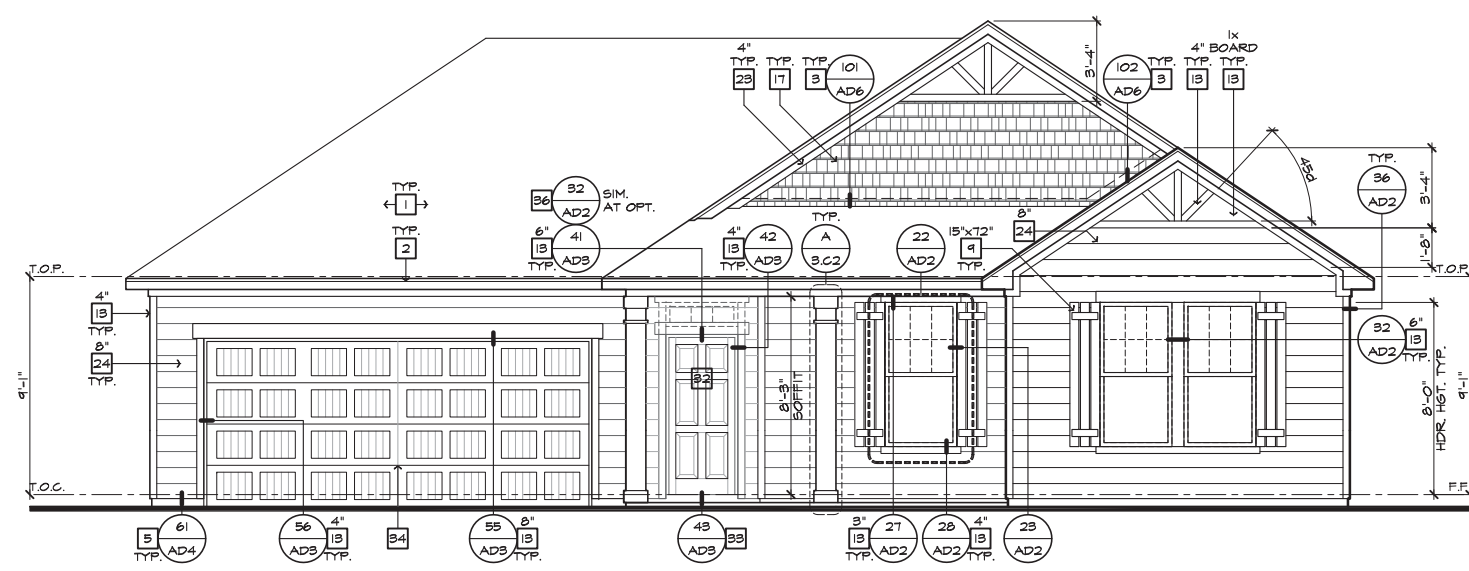 4"
TYP.
23
TYP.
17
TYP.
3
101
AD6
102
AD6
TYP.
3
4"
TYP.
13
1x
BOARD
TYP.
13
3'-4"
45d
TYP.
36
AD2
3'-4"
1'-8"
TYP.
1
TYP.
2
36
32
AD2
SIM.
AT OPT.
6"
13
TYP.
41
AD3
4"
13
TYP.
42
AD3
TYP.
A
3.C2
22
AD2
15"x72"
9
TYP.
8"
24
T.O.P.
T.O.P.
4"
13
TYP.
8"
24
TYP.
9'-1"
32
8'-3"
SOFFIT
32
AD2
6"
13
TYP.
8'-0"
HDR. HGT. TYP.
9'-1"
T.O.C.
F.F.
5
TYP.
61
AD4
56
AD3
4"
13
TYP.
34
55
AD3
8"
13
TYP.
43
AD3
33
3"
13
TYP.
27
AD2
28
AD2
4"
13
TYP.
23
AD2